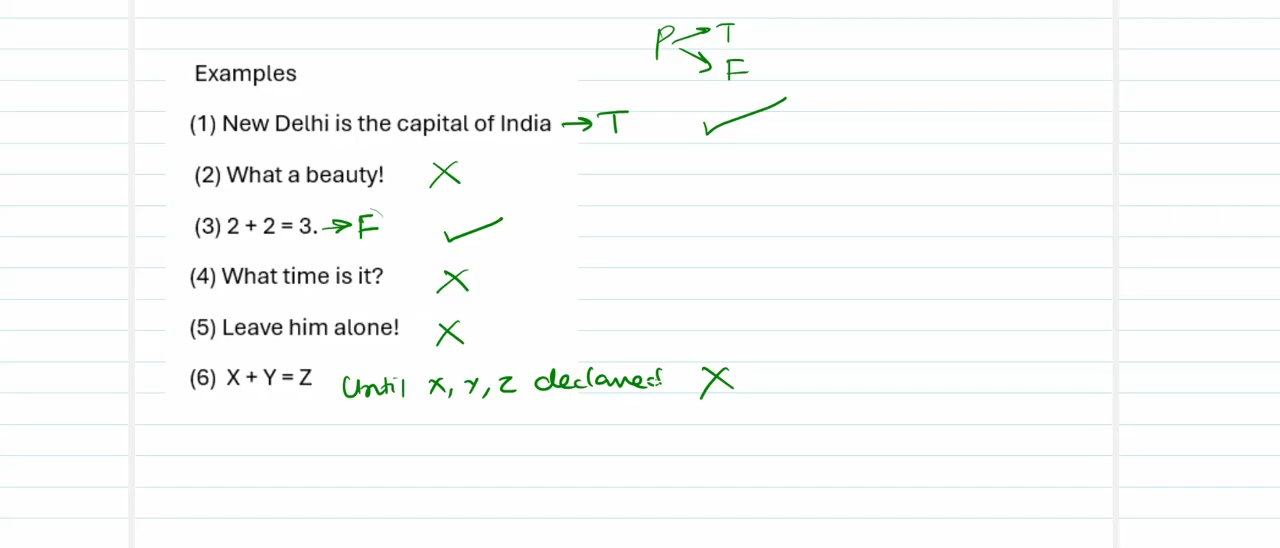 P → T
→ F
Examples
(1) New Delhi is the capital of India → T ✓
(2) What a beauty! X
(3) 2 + 2 = 3. → F ✓
(4) What time is it? X
(5) Leave him alone! X
(6) X + Y = Z Until x, y, z declared X